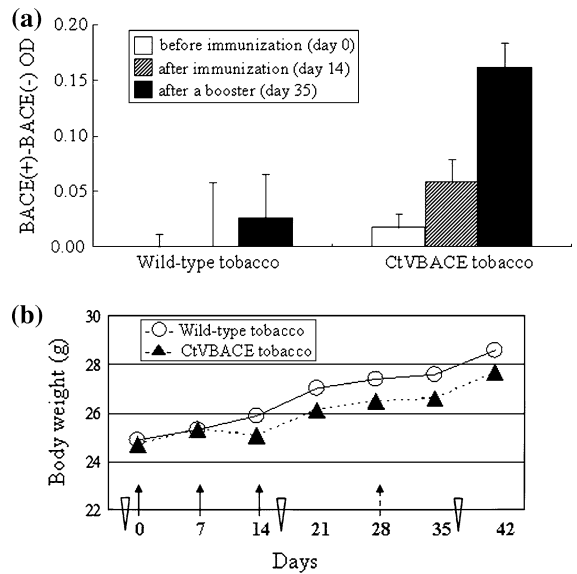 (a)
BACE(+)-BACE(-) OD
0.20
0.15
0.10
0.05
0.00
before immunization (day 0)
after immunization (day 14)
after a booster (day 35)
Wild-type tobacco
CtVBACE tobacco
(b)
Body weight (g)
30
28
26
24
22
Wild-type tobacco
CtVBACE tobacco
0 7 14 21 28 35 42
Days